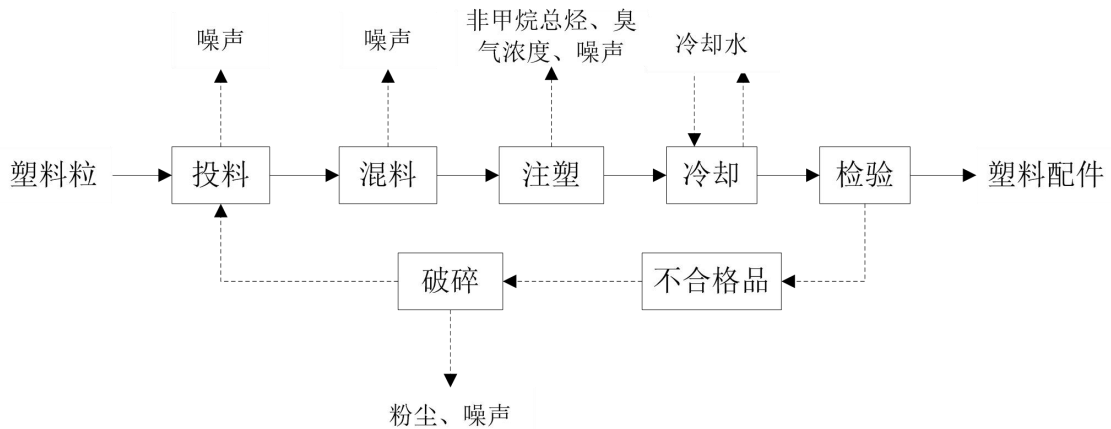 噪声
噪声
非甲烷总烃、臭
气浓度、噪声
冷却水
塑料粒
投料
混料
注塑
冷却
检验
塑料配件
破碎
不合格品
粉尘、噪声